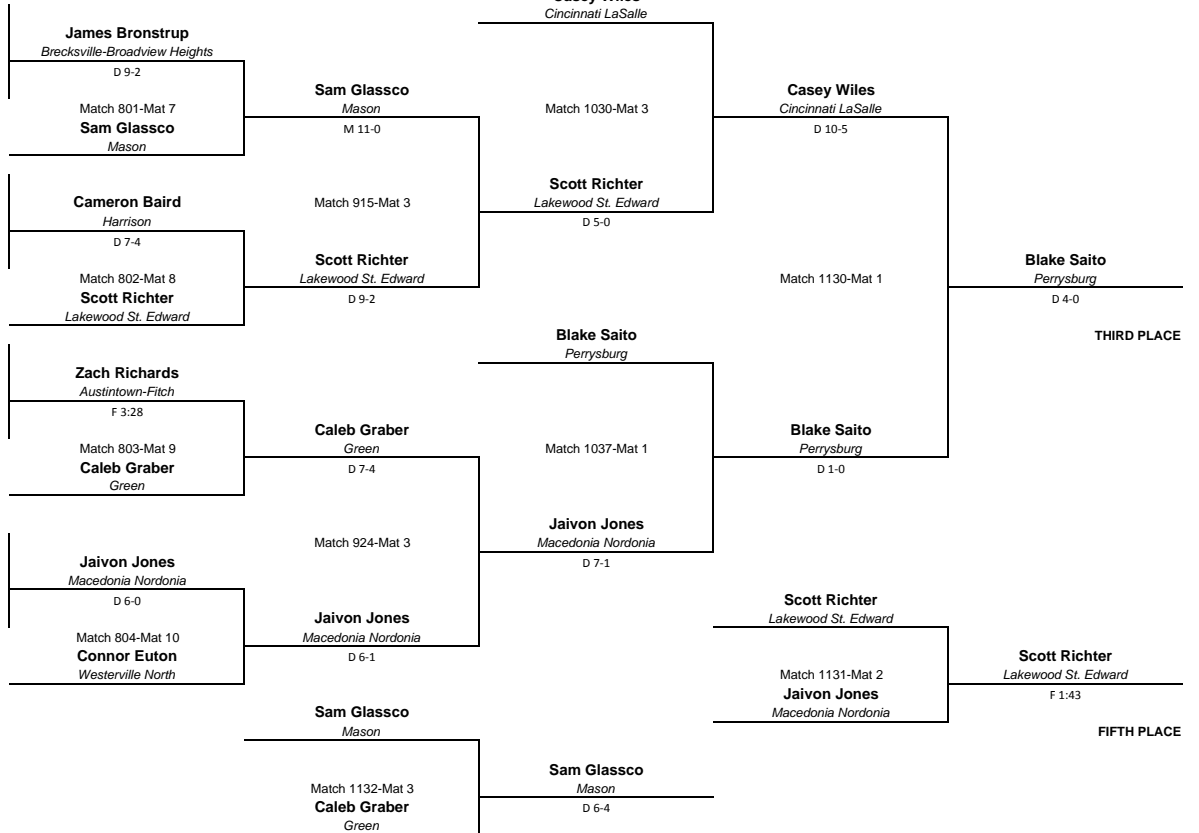 James Bronstrup
Brecksville-Broadview Heights
D 9-2
Match 801-Mat 7
Sam Glassco
Mason
Cameron Baird
Harrison
D 7-4
Match 802-Mat 8
Scott Richter
Lakewood St. Edward
Zach Richards
Austintown-Fitch
F 3:28
Match 803-Mat 9
Caleb Graber
Green
Jaivon Jones
Macedonia Nordonia
D 6-0
Match 804-Mat 10
Connor Euton
Westerville North
Sam Glassco
Mason
M 11-0
Match 915-Mat 3
Scott Richter
Lakewood St. Edward
D 9-2
Caleb Graber
Green
D 7-4
Match 924-Mat 3
Jaivon Jones
Macedonia Nordonia
D 6-1
Sam Glassco
Mason
Match 1132-Mat 3
Caleb Graber
Green
Casey Wiles
Cincinnati LaSalle
Match 1030-Mat 3
Scott Richter
Lakewood St. Edward
D 5-0
Blake Saito
Perrysburg
Match 1037-Mat 1
Jaivon Jones
Macedonia Nordonia
D 7-1
Sam Glassco
Mason
D 6-4
Casey Wiles
Cincinnati LaSalle
D 10-5
Match 1130-Mat 1
Blake Saito
Perrysburg
D 1-0
Scott Richter
Lakewood St. Edward
Match 1131-Mat 2
Jaivon Jones
Macedonia Nordonia
Blake Saito
Perrysburg
D 4-0
THIRD PLACE
Scott Richter
Lakewood St. Edward
F 1:43
FIFTH PLACE